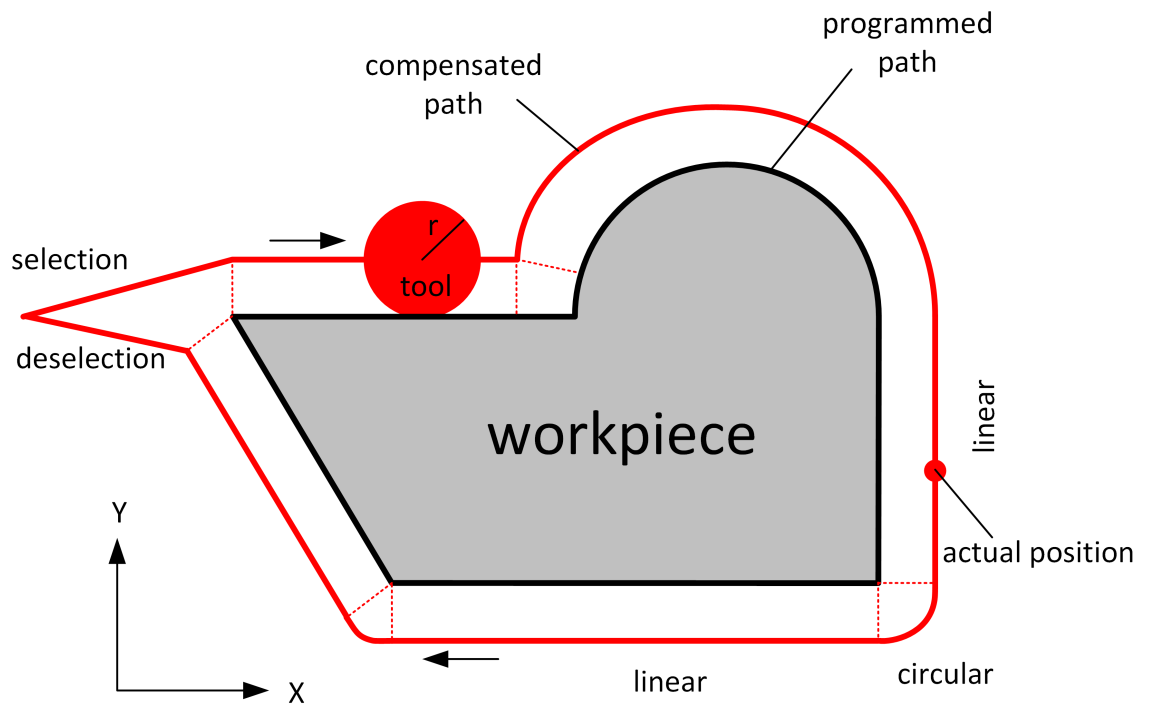 programmed
path
compensated
path
r
selection
tool
deselection
linear
workpiece
Y
actual position
X
linear
circular